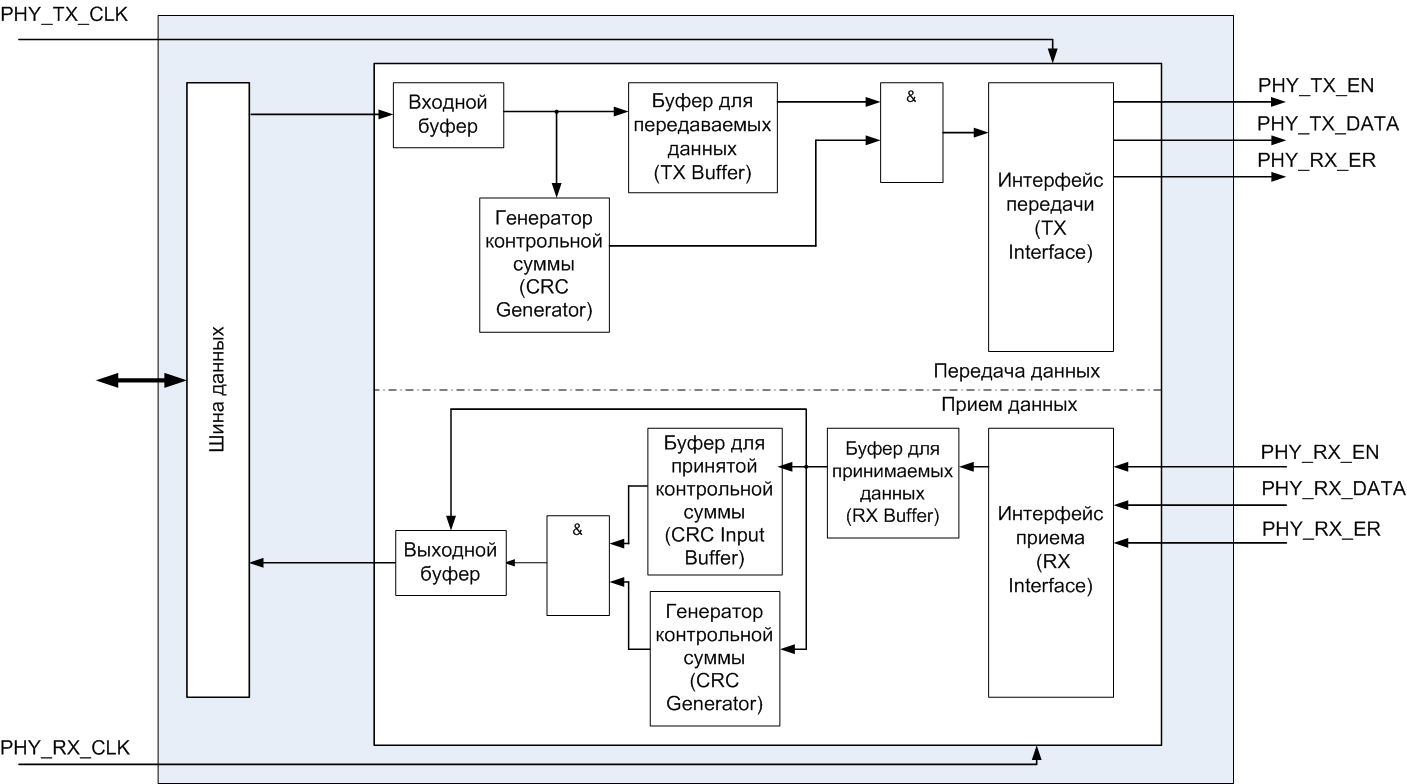 PHY_TX_CLK
Шина данных
Входной
буфер
Буфер для
передаваемых
данных
(TX Buffer)
&
Генератор
контрольной
суммы
(CRC
Generator)
Интерфейс
передачи
(TX
Interface)
PHY_TX_EN
PHY_TX_DATA
PHY_RX_ER
Передача данных
Прием данных
Буфер для
принятой
контрольной
суммы
(CRC Input
Buffer)
Буфер для
принимаемых
данных
(RX Buffer)
Интерфейс
приема
(RX
Interface)
PHY_RX_EN
PHY_RX_DATA
PHY_RX_ER
&
Выходной
буфер
Генератор
контрольной
суммы
(CRC
Generator)
PHY_RX_CLK